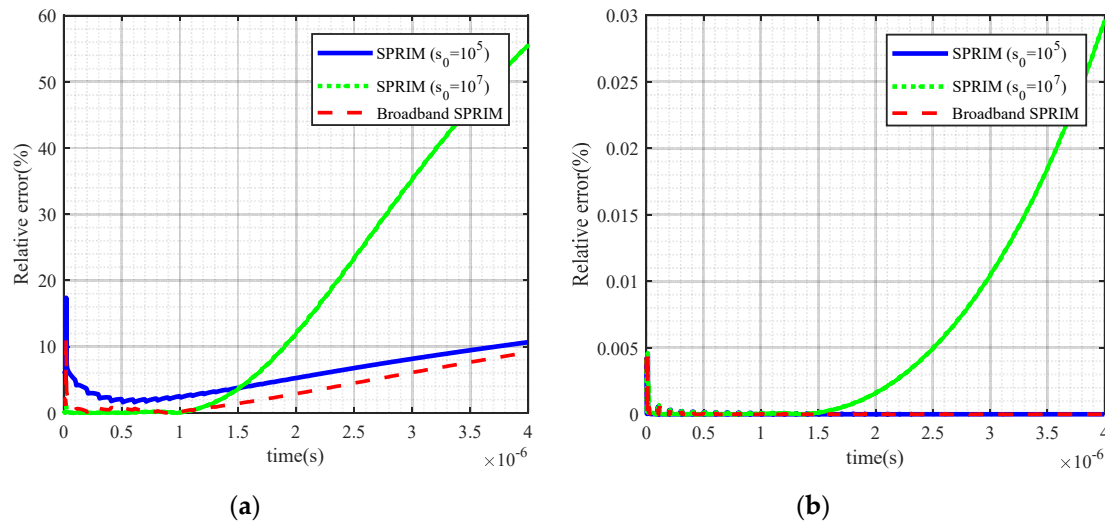 60
50
40
30
20
10
0
Relative error(%)
SPRIM (s0=10^5)
SPRIM (s0=10^7)
Broadband SPRIM
0 0.5 1 1.5 2 2.5 3 3.5 4
time(s)
×10^-6
(a)
0.03
0.025
0.02
0.015
0.01
0.005
0
Relative error(%)
SPRIM (s0=10^5)
SPRIM (s0=10^7)
Broadband SPRIM
0 0.5 1 1.5 2 2.5 3 3.5 4
time(s)
×10^-6
(b)